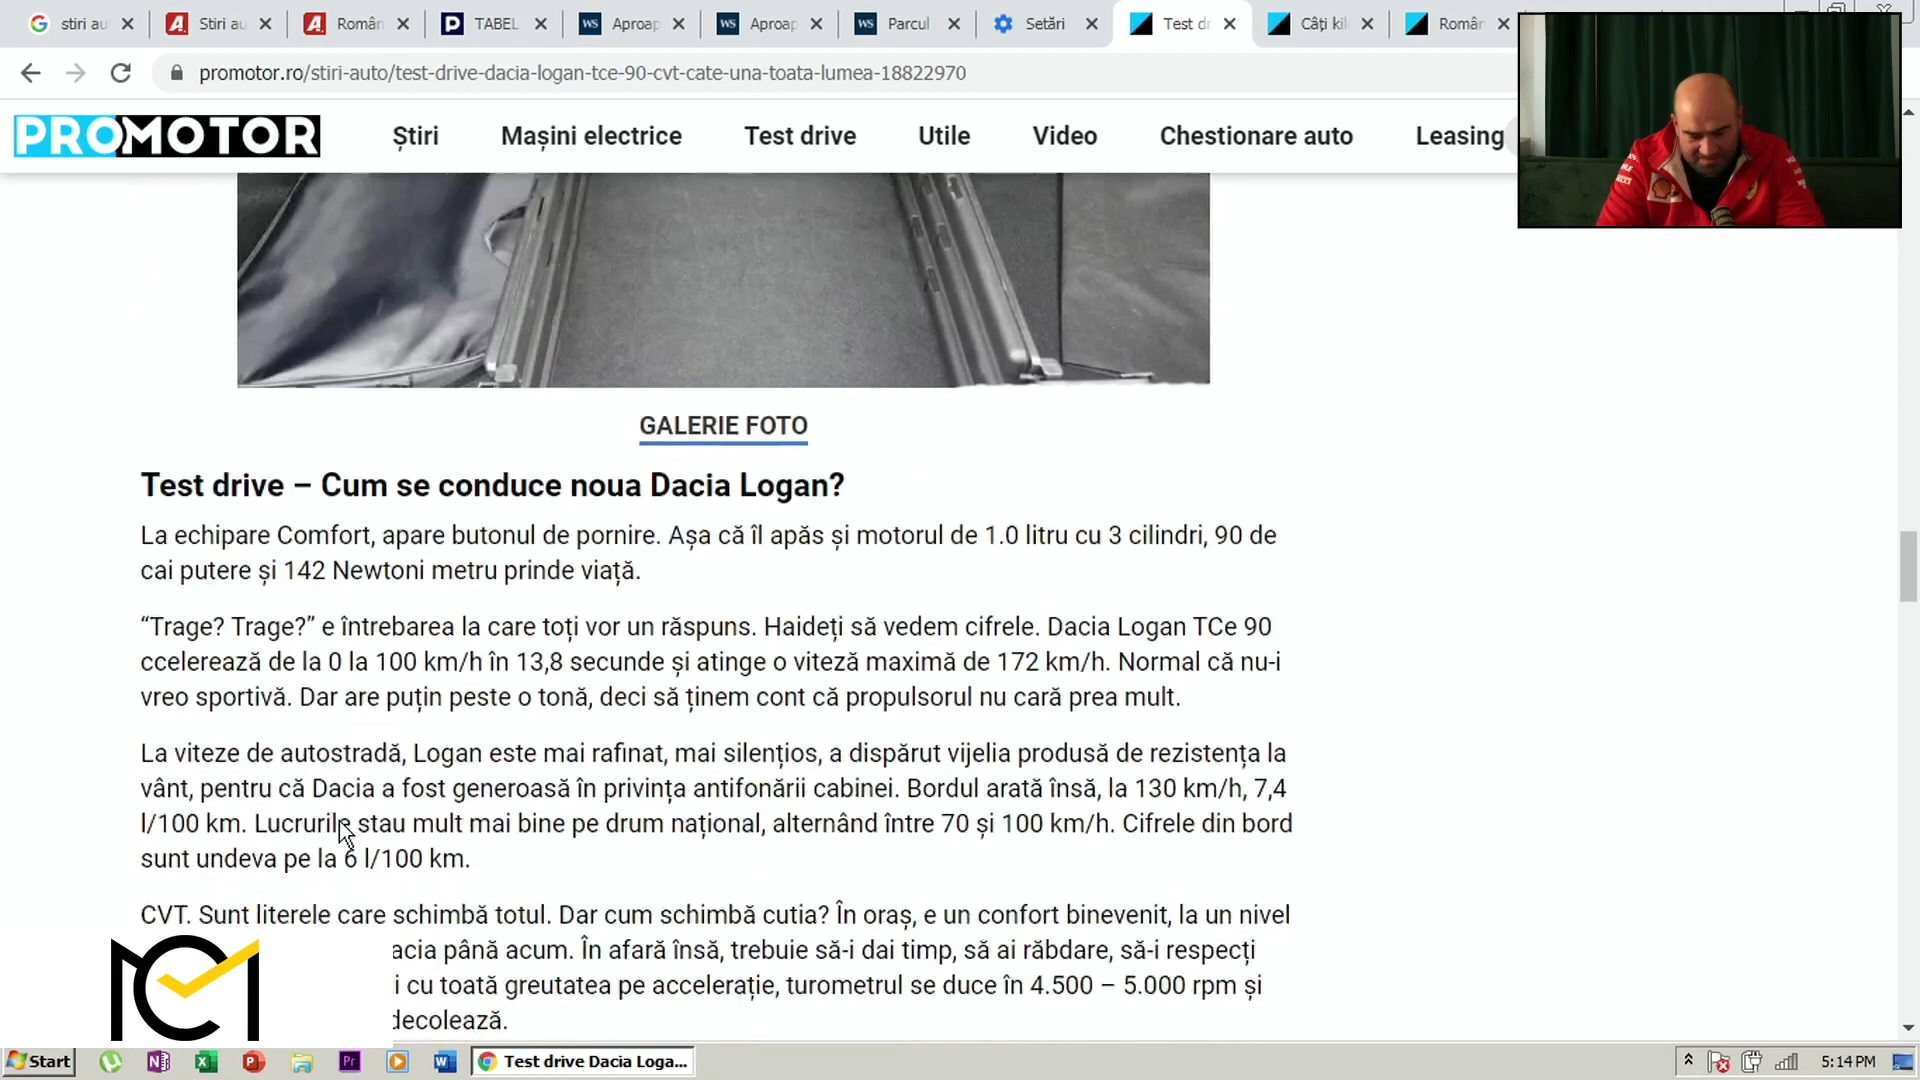 stiri au
Stiri au
Român
TABEL
Aproap
Aproap
Parcul
Setări
Test dr
Câți kil
Român
promotor.ro/stiri-auto/test-drive-dacia-logan-tce-90-cvt-cate-una-toata-lumea-18822970
PROMOTOR
Știri
Mașini electrice
Test drive
Utile
Video
Chestionare auto
Leasing
GALERIE FOTO
Test drive – Cum se conduce noua Dacia Logan?
La echipare Comfort, apare butonul de pornire. Așa că îl apăs și motorul de 1.0 litru cu 3 cilindri, 90 de
cai putere și 142 Newtoni metru prinde viață.
“Trage? Trage?” e întrebarea la care toți vor un răspuns. Haideți să vedem cifrele. Dacia Logan TCe 90
ccelerează de la 0 la 100 km/h în 13,8 secunde și atinge o viteză maximă de 172 km/h. Normal că nu-i
vreo sportivă. Dar are puțin peste o tonă, deci să ținem cont că propulsorul nu cară prea mult.
La viteze de autostradă, Logan este mai rafinat, mai silențios, a dispărut vijelia produsă de rezistența la
vânt, pentru că Dacia a fost generoasă în privința antifonării cabinei. Bordul arată însă, la 130 km/h, 7,4
l/100 km. Lucrurile stau mult mai bine pe drum național, alternând între 70 și 100 km/h. Cifrele din bord
sunt undeva pe la 6 l/100 km.
CVT. Sunt literele care schimbă totul. Dar cum schimbă cutia? În oraș, e un confort binevenit, la un nivel
acia până acum. În afară însă, trebuie să-i dai timp, să ai răbdare, să-i respecți
i cu toată greutatea pe accelerație, turometrul se duce în 4.500 – 5.000 rpm și
decolează.
Start
Test drive Dacia Loga...
5:14 PM